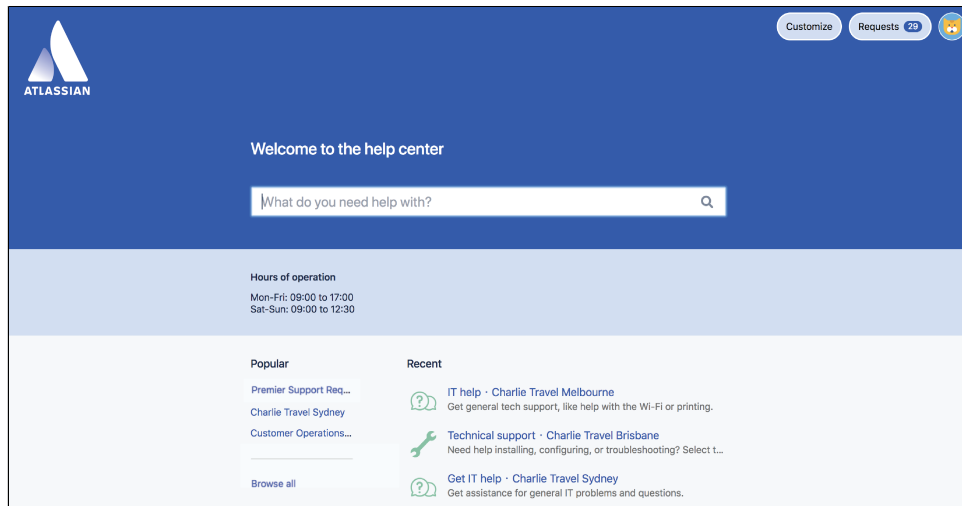 Customize
Requests 29
ATLASSIAN
Welcome to the help center
What do you need help with?
Hours of operation
Mon-Fri: 09:00 to 17:00
Sat-Sun: 09:00 to 12:30
Popular
Premier Support Req...
Charlie Travel Sydney
Customer Operations...
Browse all
Recent
IT help · Charlie Travel Melbourne
Get general tech support, like help with the Wi-Fi or printing.
Technical support · Charlie Travel Brisbane
Need help installing, configuring, or troubleshooting? Select t...
Get IT help · Charlie Travel Sydney
Get assistance for general IT problems and questions.